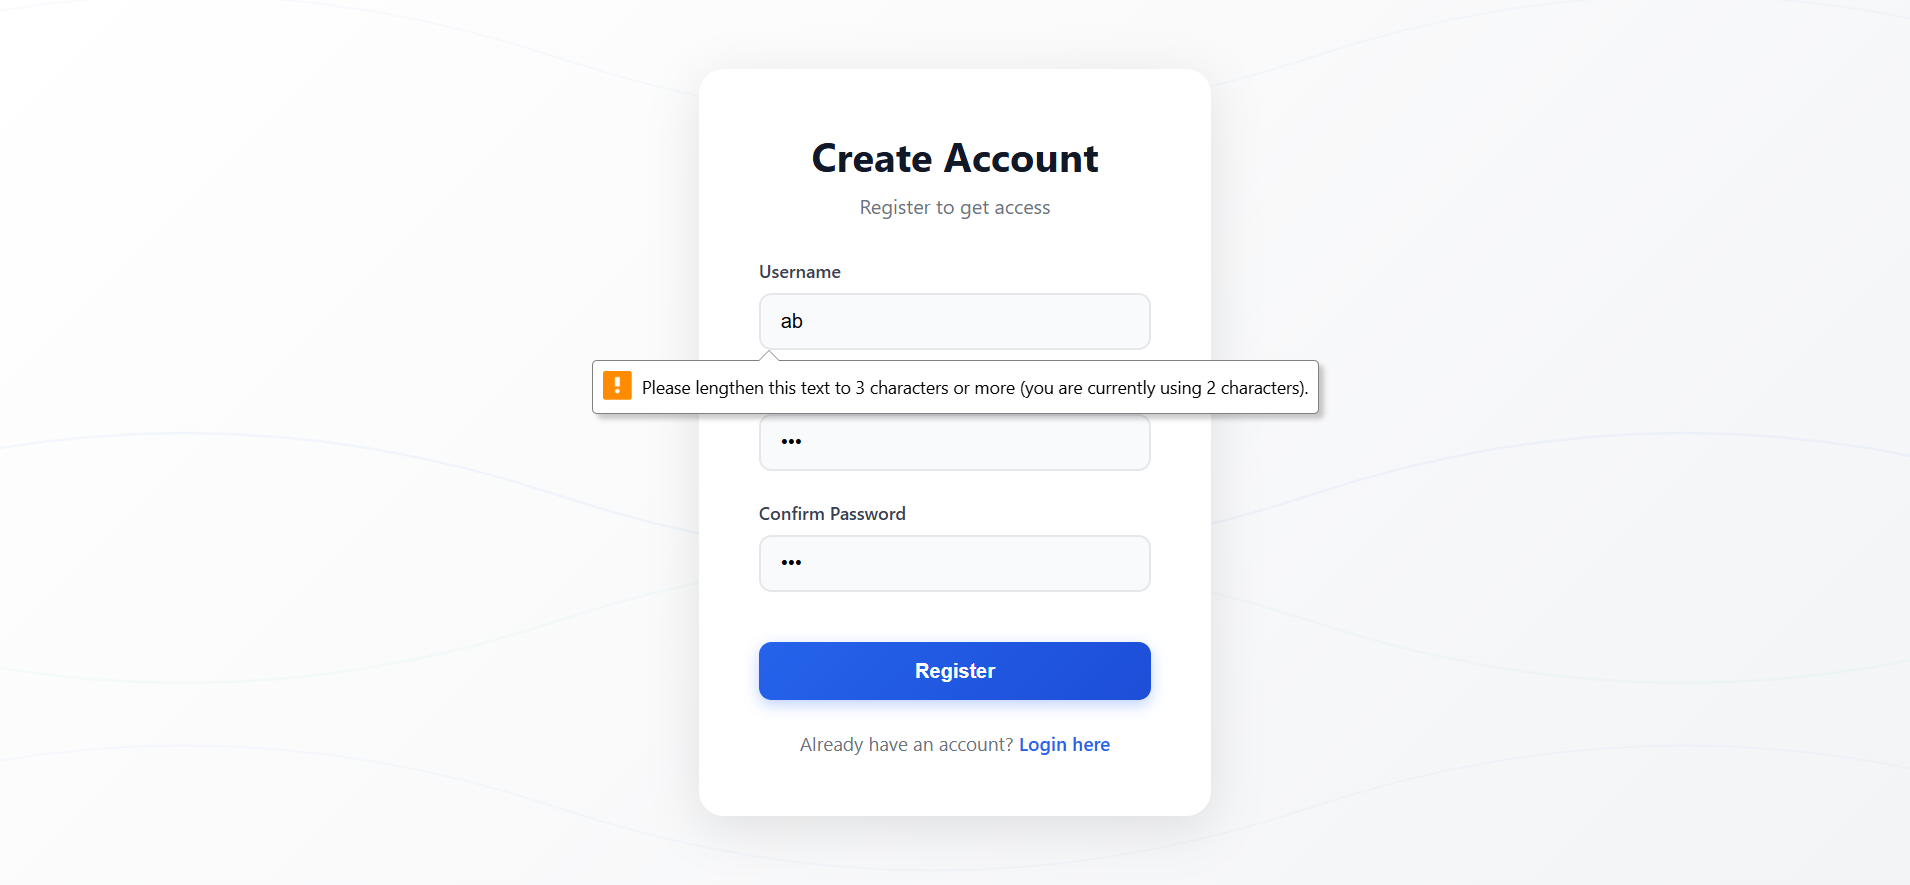 Create Account
Register to get access
Username
ab
Please lengthen this text to 3 characters or more (you are currently using 2 characters).
•••
Confirm Password
•••
Register
Already have an account? Login here